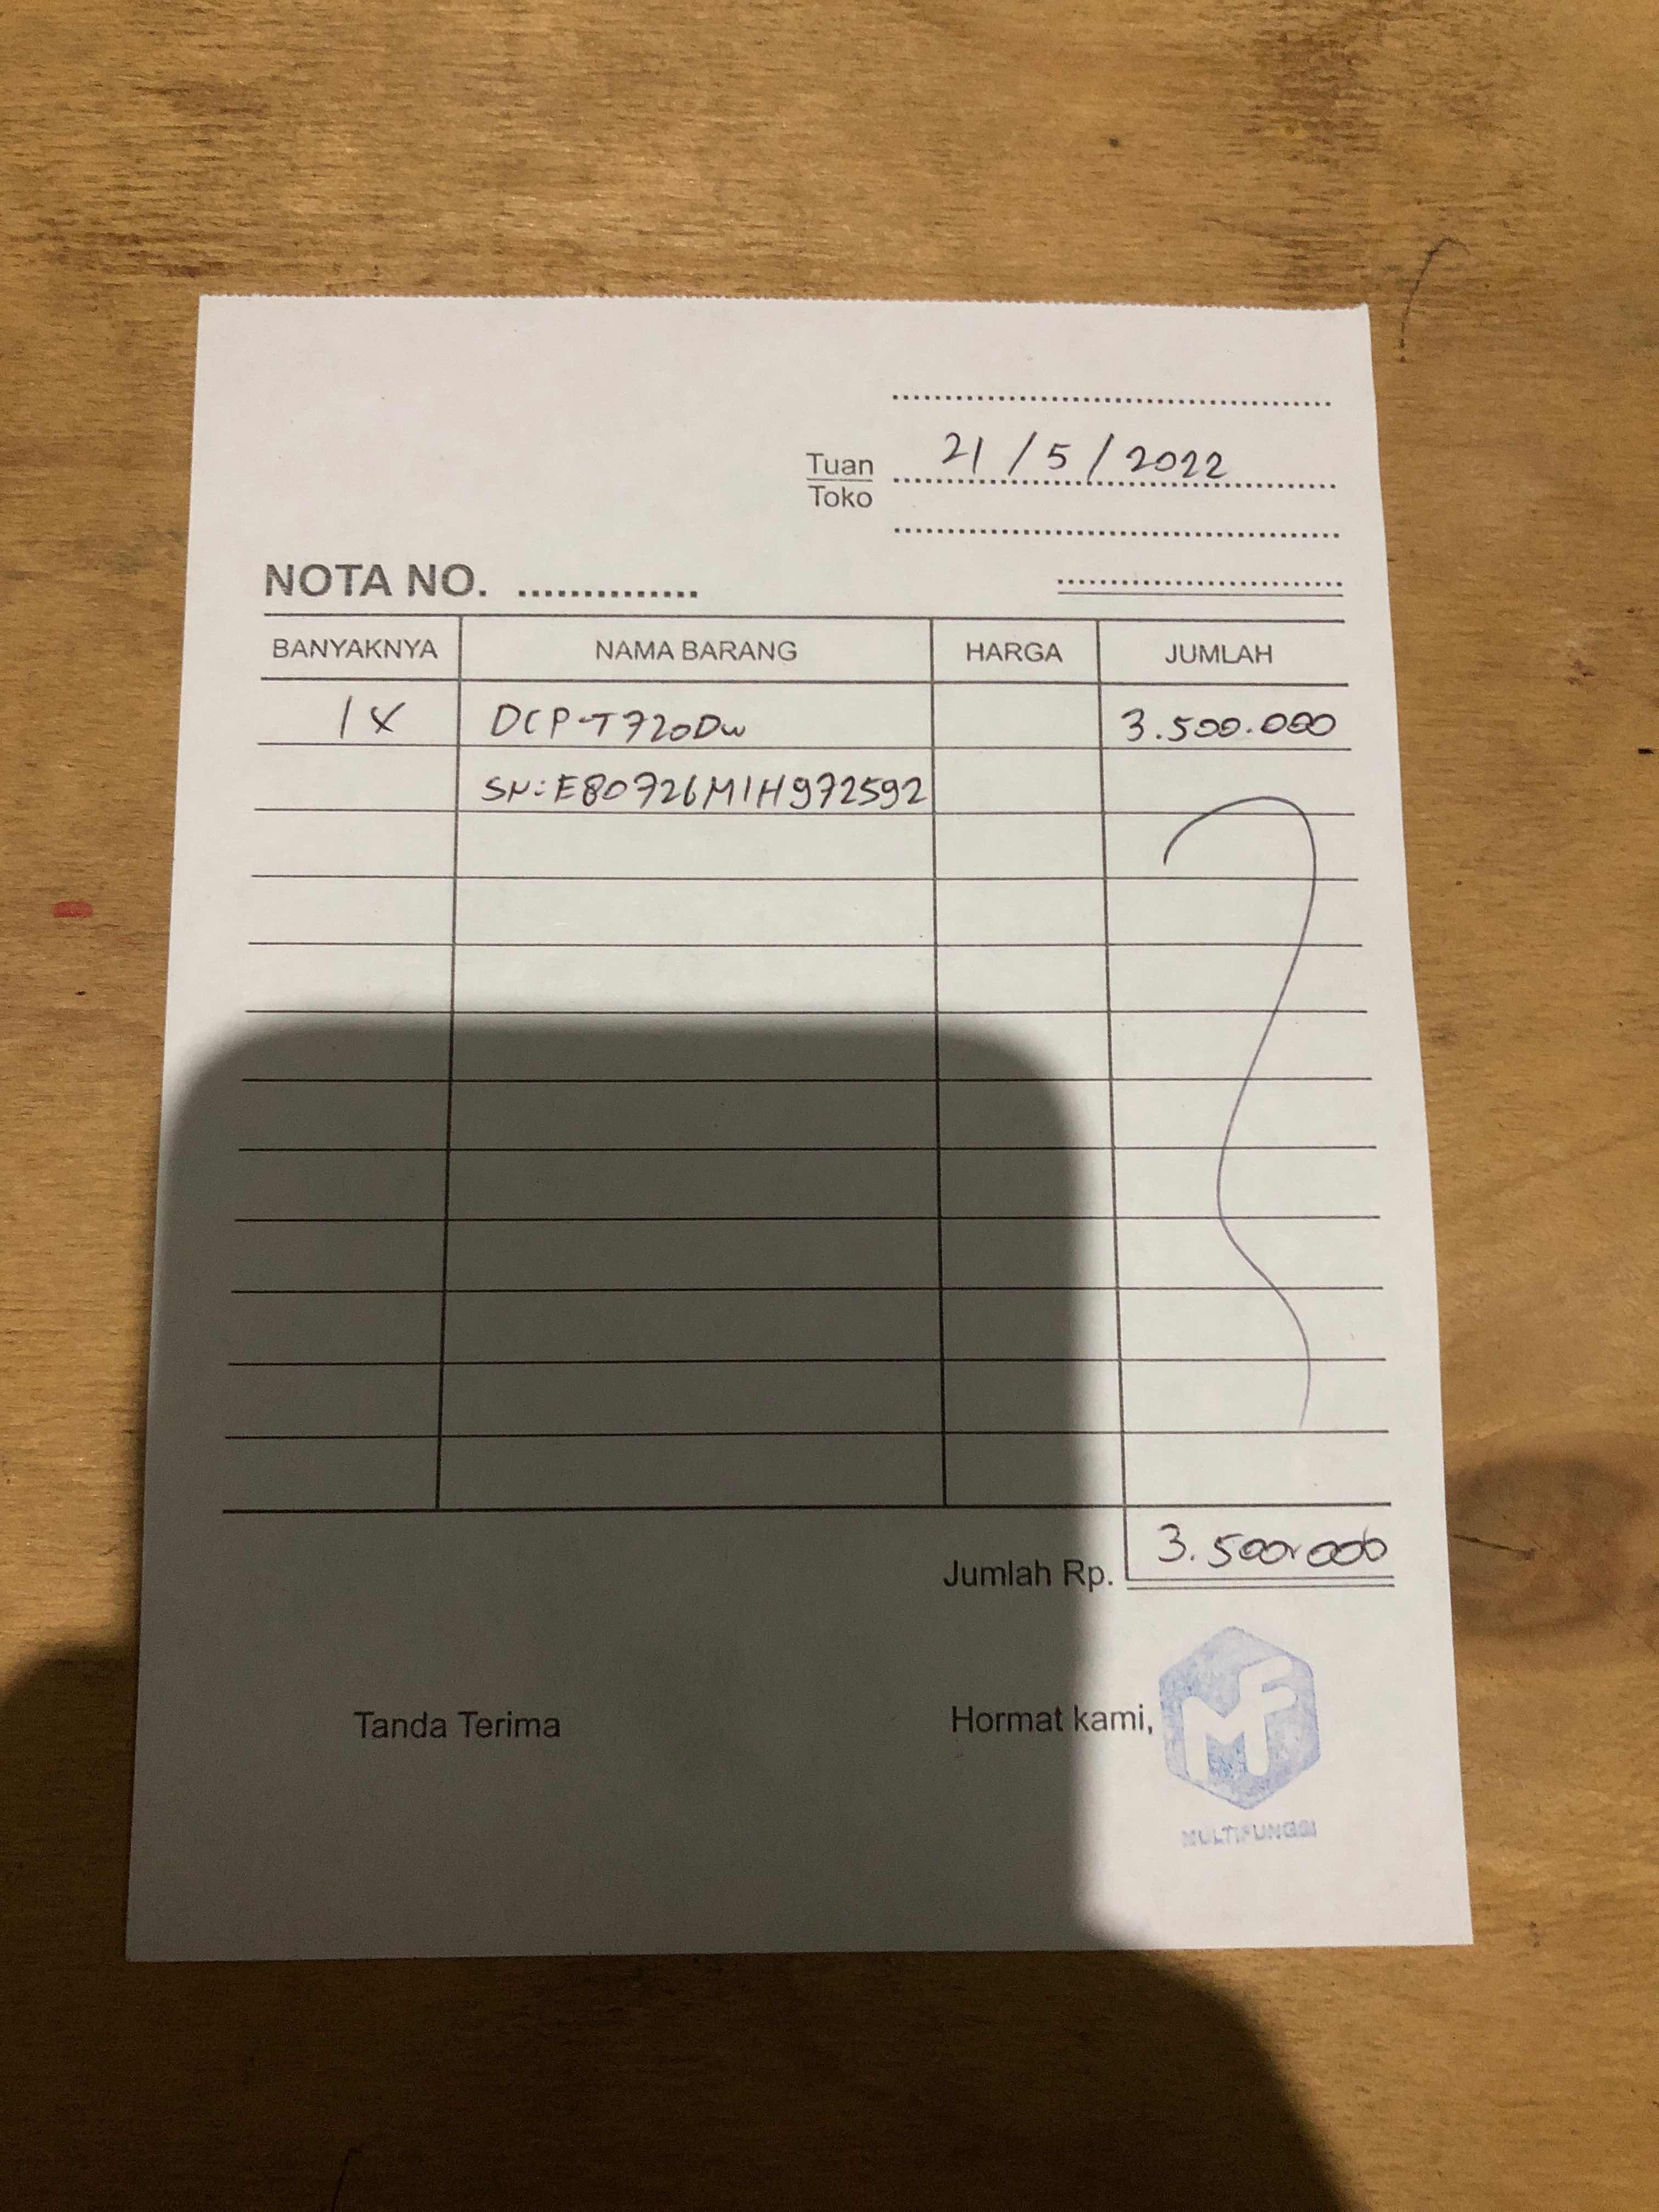 21/5/2022
Tuan
Toko
NOTA NO. ..............
BANYAKNYA NAMA BARANG HARGA JUMLAH
1X DCP-T720DW 3.500.000
SN:E80726M1H972592
Jumlah Rp. 3.500.000
Tanda Terima Hormat kami,
MF
MULTIFUNGSI